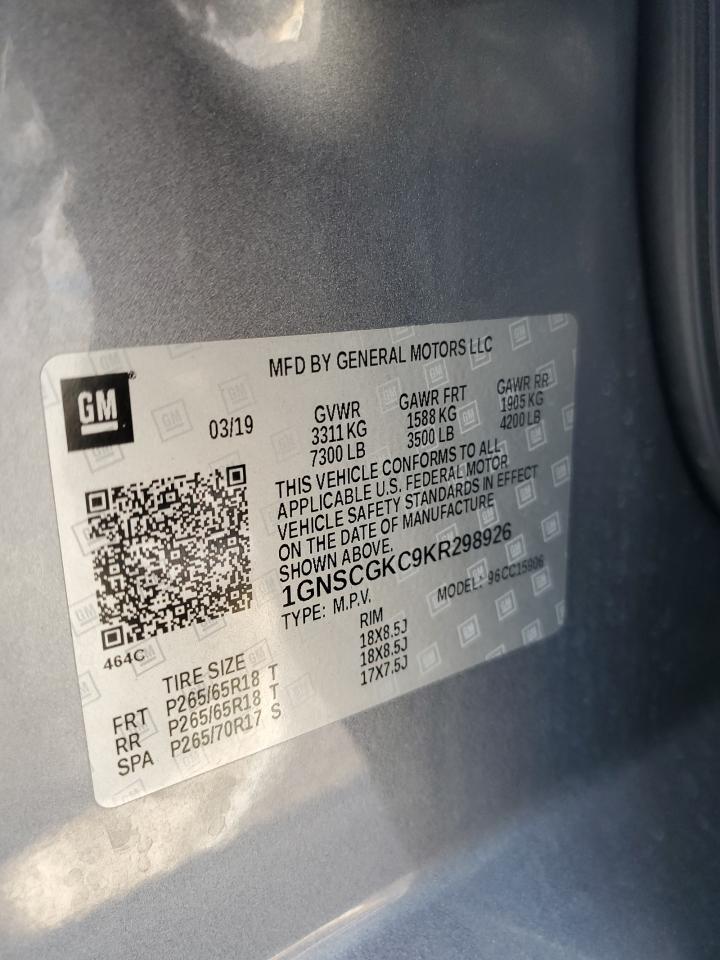 MFD BY GENERAL MOTORS LLC
GM®
03/19
GVWR
3311 KG
7300 LB
GAWR FRT
1588 KG
3500 LB
GAWR RR
1905 KG
4200 LB
THIS VEHICLE CONFORMS TO ALL
APPLICABLE U.S. FEDERAL MOTOR
VEHICLE SAFETY STANDARDS IN EFFECT
ON THE DATE OF MANUFACTURE
SHOWN ABOVE.
1GNSCGKC9KR298926
TYPE: M.P.V.
MODEL: 96CC15906
464C
TIRE SIZE
RIM
FRT P265/65R18 T 18X8.5J
RR P265/65R18 T 18X8.5J
SPA P265/70R17 S 17X7.5J